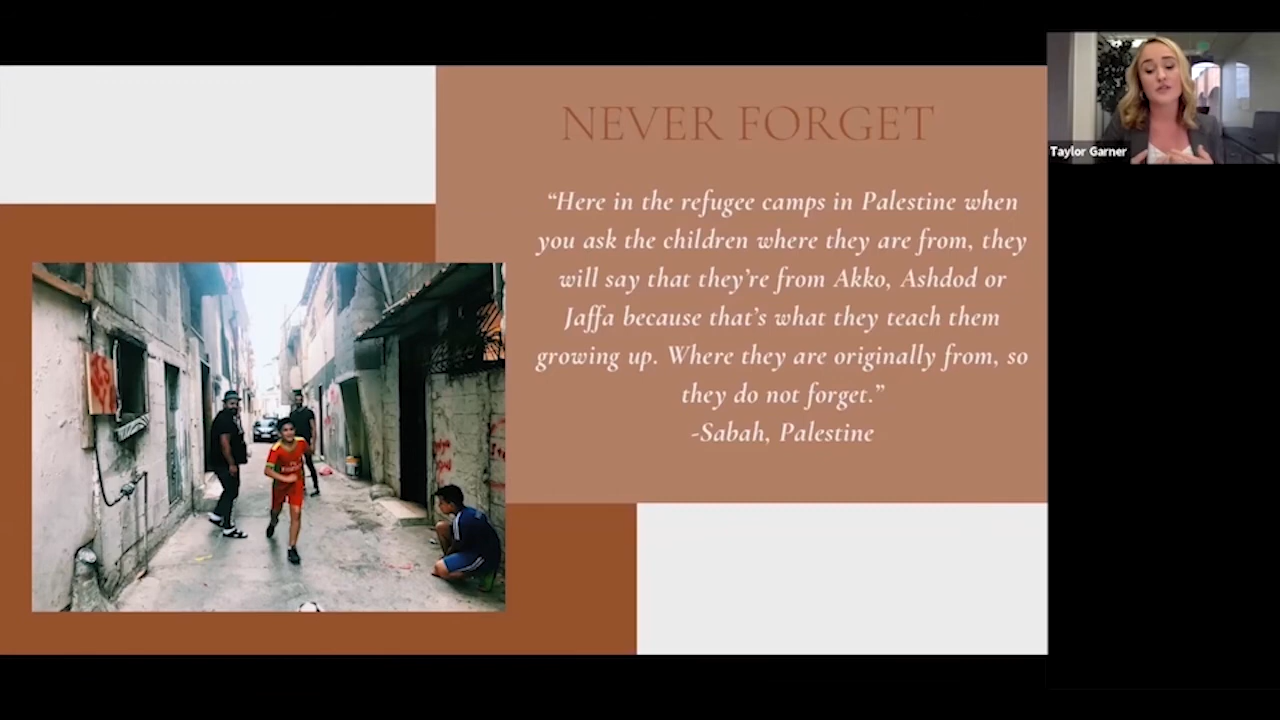 NEVER FORGET
“Here in the refugee camps in Palestine when
you ask the children where they are from, they
will say that they’re from Akko, Ashdod or
Jaffa because that’s what they teach them
growing up. Where they are originally from, so
they do not forget.”
-Sabah, Palestine
Taylor Garner